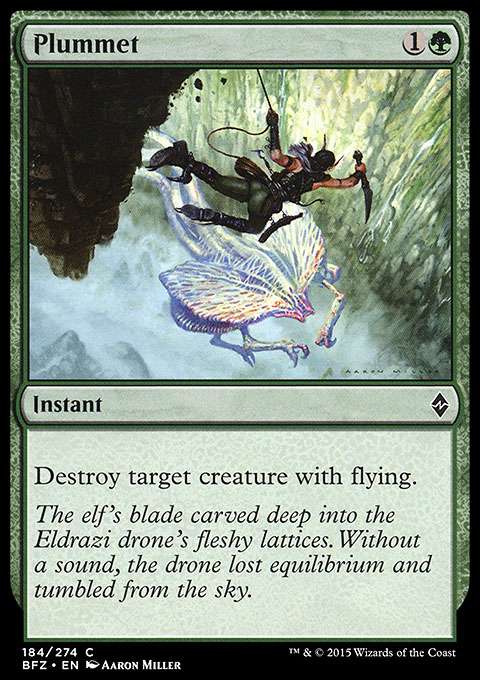 Plummet 1
AARON MILLER
Instant
Destroy target creature with flying.
The elf's blade carved deep into the
Eldrazi drone's fleshy lattices. Without
a sound, the drone lost equilibrium and
tumbled from the sky.
184/274 C
BFZ • EN Aaron Miller ™ & © 2015 Wizards of the Coast